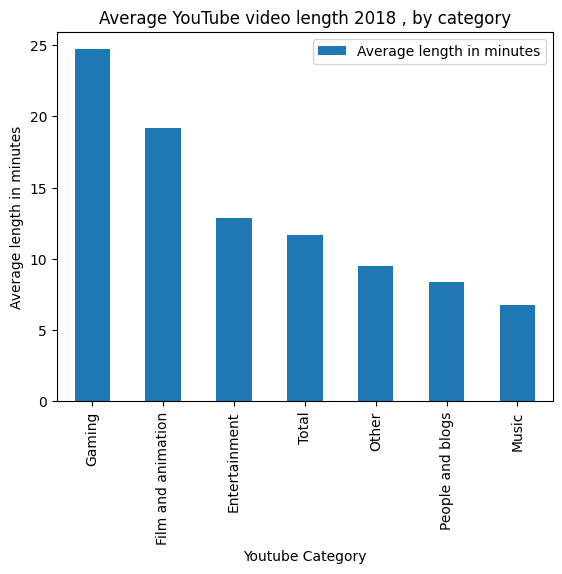 Average YouTube video length 2018 , by category
Average length in minutes
Average length in minutes
25
20
15
10
5
0
Gaming
Film and animation
Entertainment
Total
Other
People and blogs
Music
Youtube Category